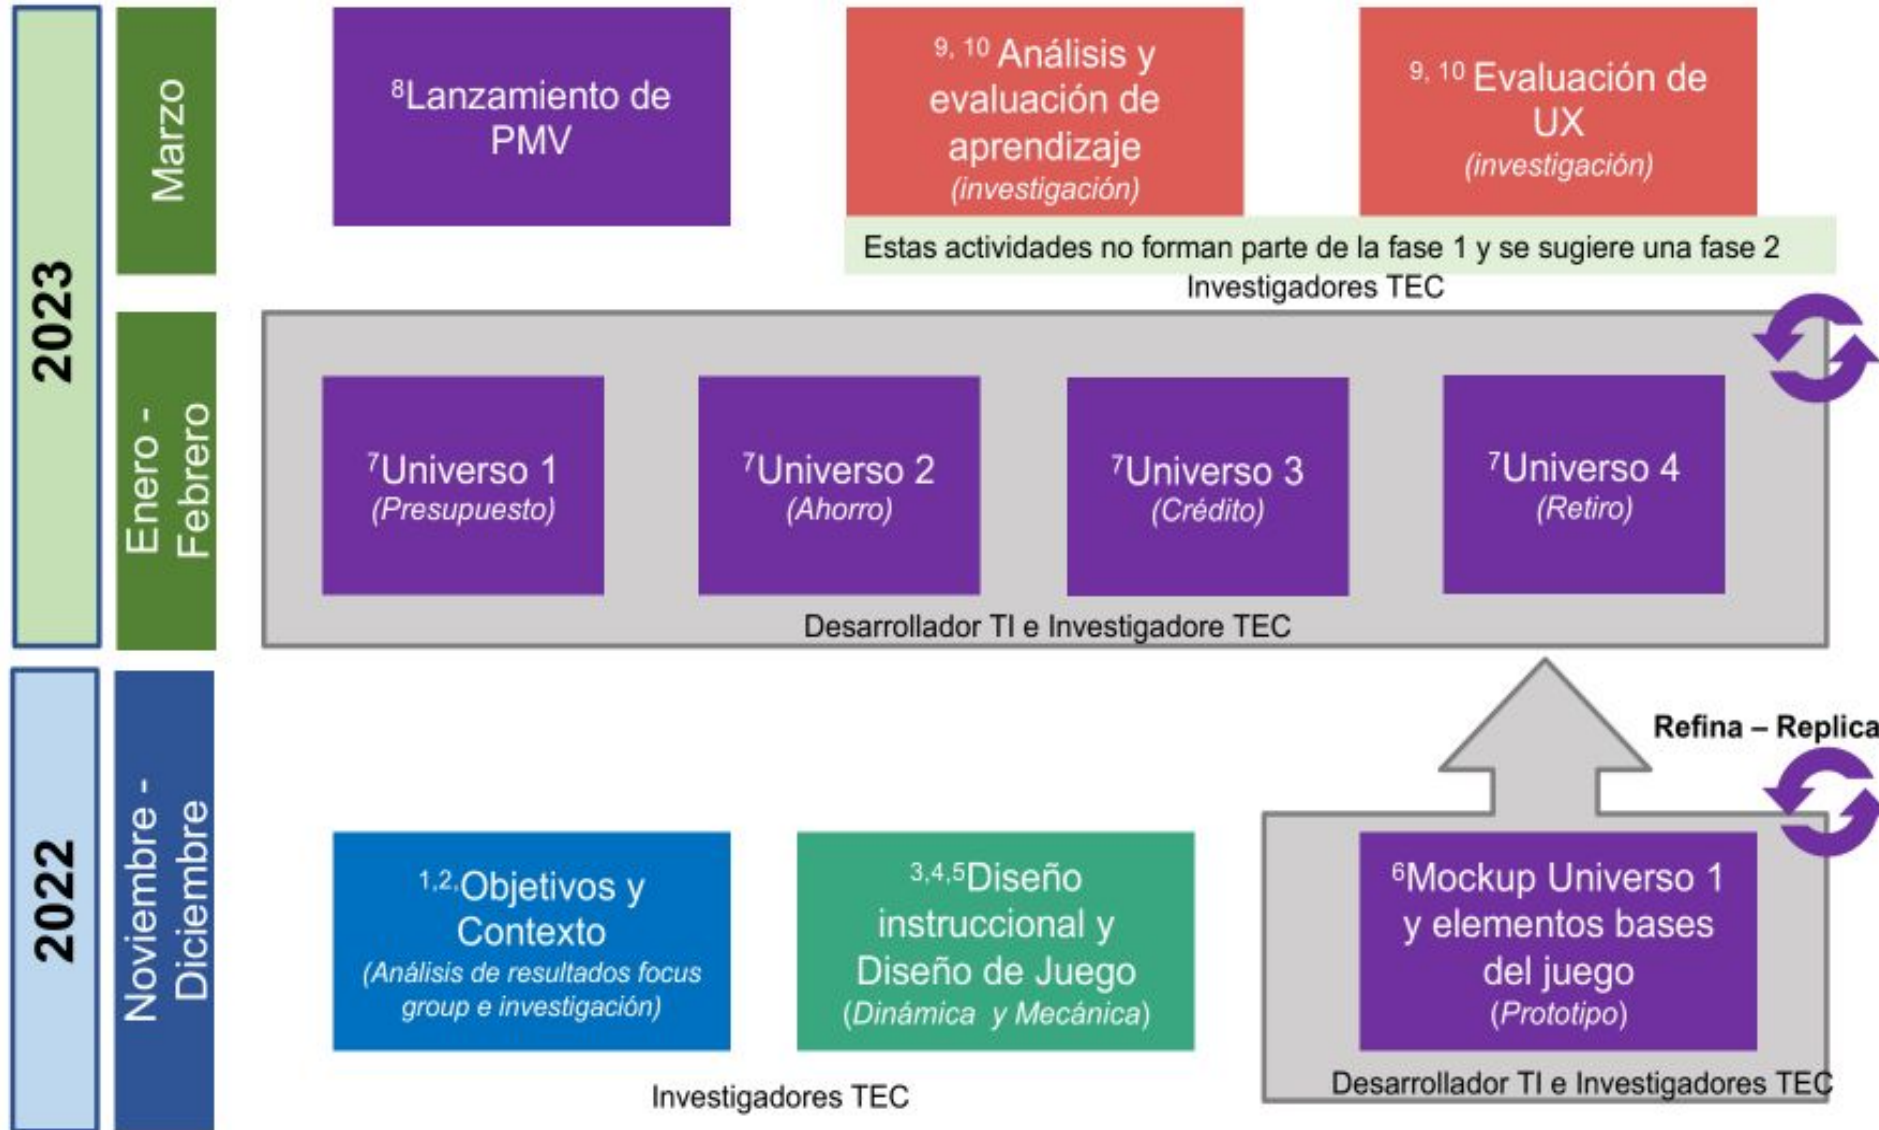 2023
Marzo
⁸Lanzamiento de
PMV
⁹, ¹⁰ Análisis y
evaluación de
aprendizaje
(investigación)
⁹, ¹⁰ Evaluación de
UX
(investigación)
Estas actividades no forman parte de la fase 1 y se sugiere una fase 2
Investigadores TEC
Enero -
Febrero
⁷Universo 1
(Presupuesto)
⁷Universo 2
(Ahorro)
⁷Universo 3
(Crédito)
⁷Universo 4
(Retiro)
Desarrollador TI e Investigadore TEC
2022
Noviembre -
Diciembre
Refina – Replica
¹,²,Objetivos y
Contexto
(Análisis de resultados focus
group e investigación)
³,⁴,⁵Diseño
instruccional y
Diseño de Juego
(Dinámica y Mecánica)
Investigadores TEC
⁶Mockup Universo 1
y elementos bases
del juego
(Prototipo)
Desarrollador TI e Investigadores TEC